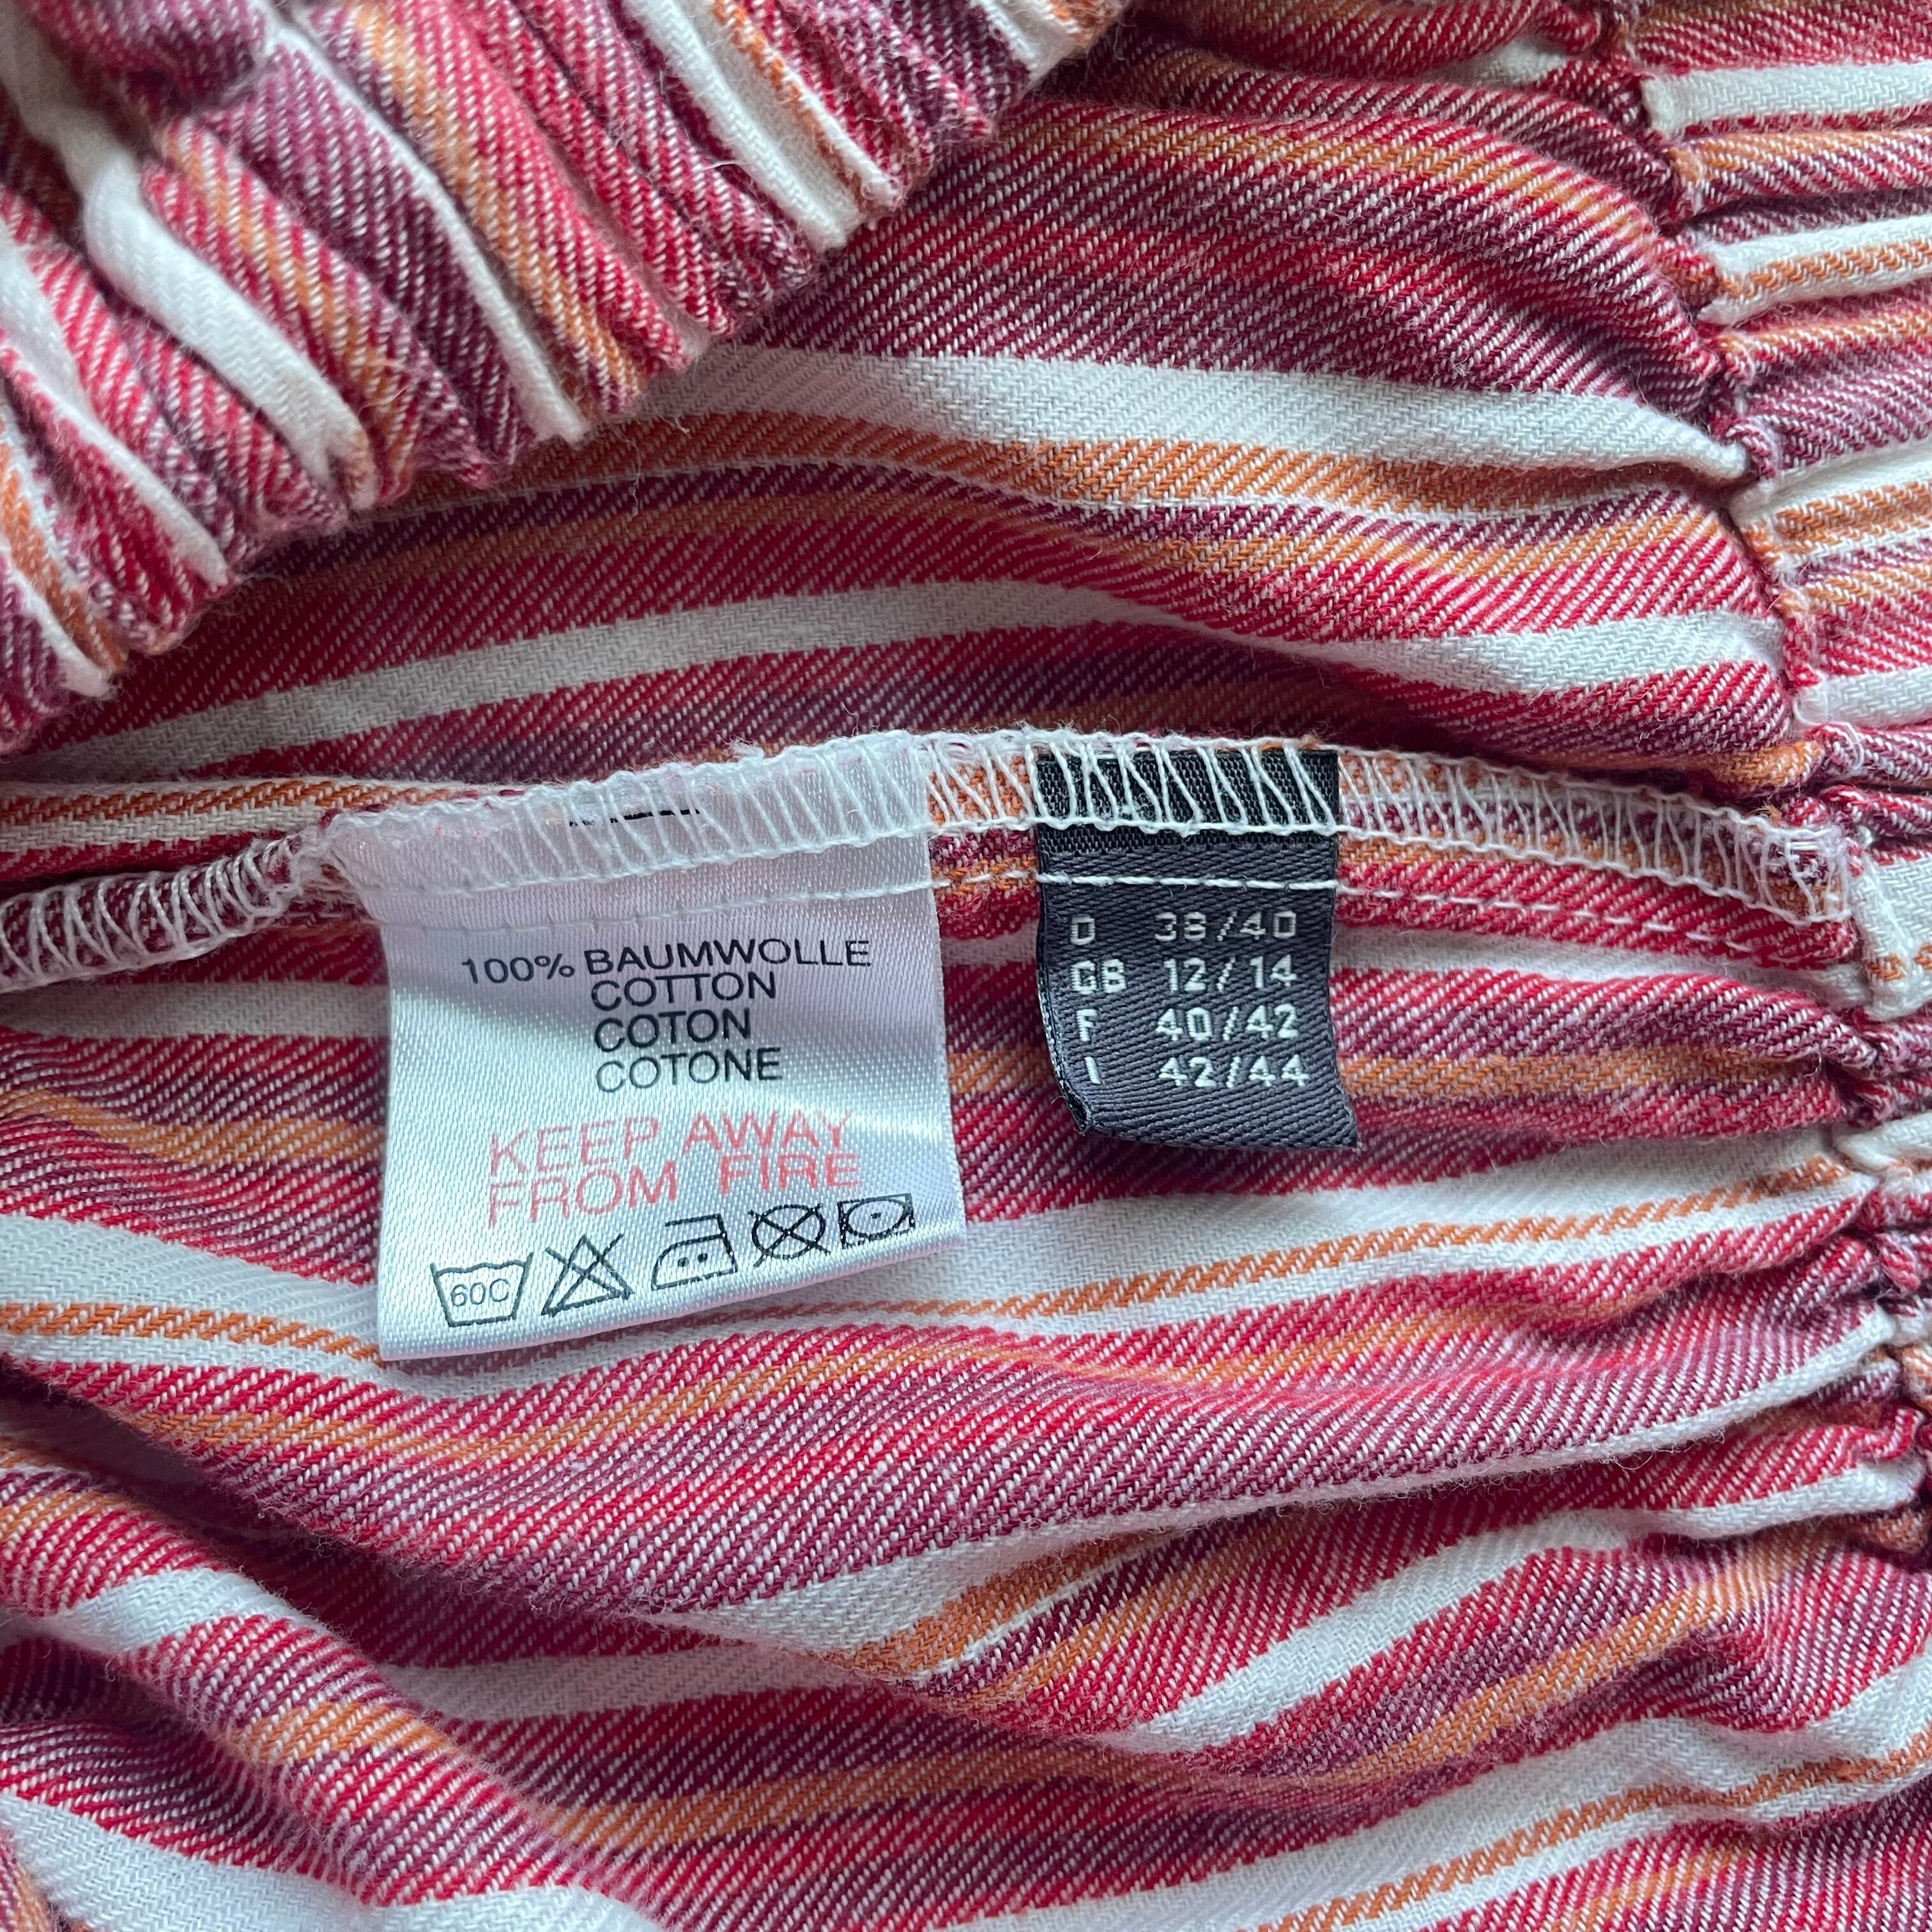 100% BAUMWOLLE
COTTON
COTON
COTONE
KEEP AWAY
FROM FIRE
60C
D 38/40
GB 12/14
F 40/42
I 42/44